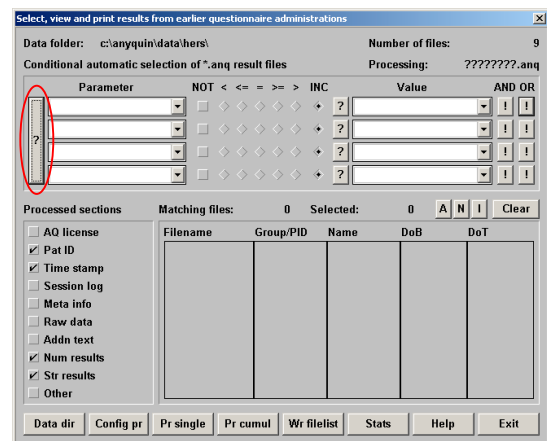 Select, view and print results from earlier questionnaire administrations
Data folder: c:\anyquin\data\hers\ Number of files: 9
Conditional automatic selection of *.anq result files Processing: ????????.anq
Parameter NOT < <= = >= > INC Value AND OR
? ! !
? ! !
?
? ! !
? ! !
Processed sections Matching files: 0 Selected: 0 A N I Clear
AQ license Filename Group/PID Name DoB DoT
Pat ID
Time stamp
Session log
Meta info
Raw data
Addn text
Num results
Str results
Other
Data dir Config pr Pr single Pr cumul Wr filelist Stats Help Exit